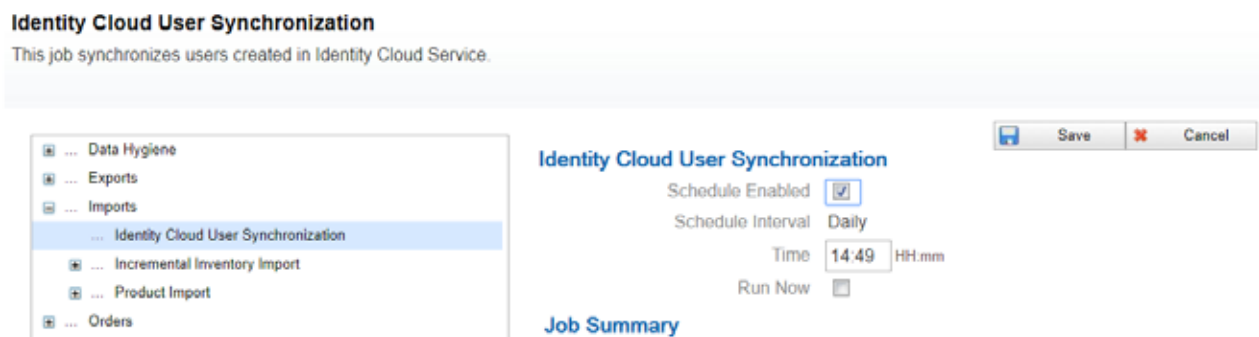 Identity Cloud User Synchronization
This job synchronizes users created in Identity Cloud Service.
Save Cancel
... Data Hygiene
... Exports
... Imports
... Identity Cloud User Synchronization
... Incremental Inventory Import
... Product Import
... Orders
Identity Cloud User Synchronization
Schedule Enabled
Schedule Interval Daily
Time 14:49 HH:mm
Run Now
Job Summary